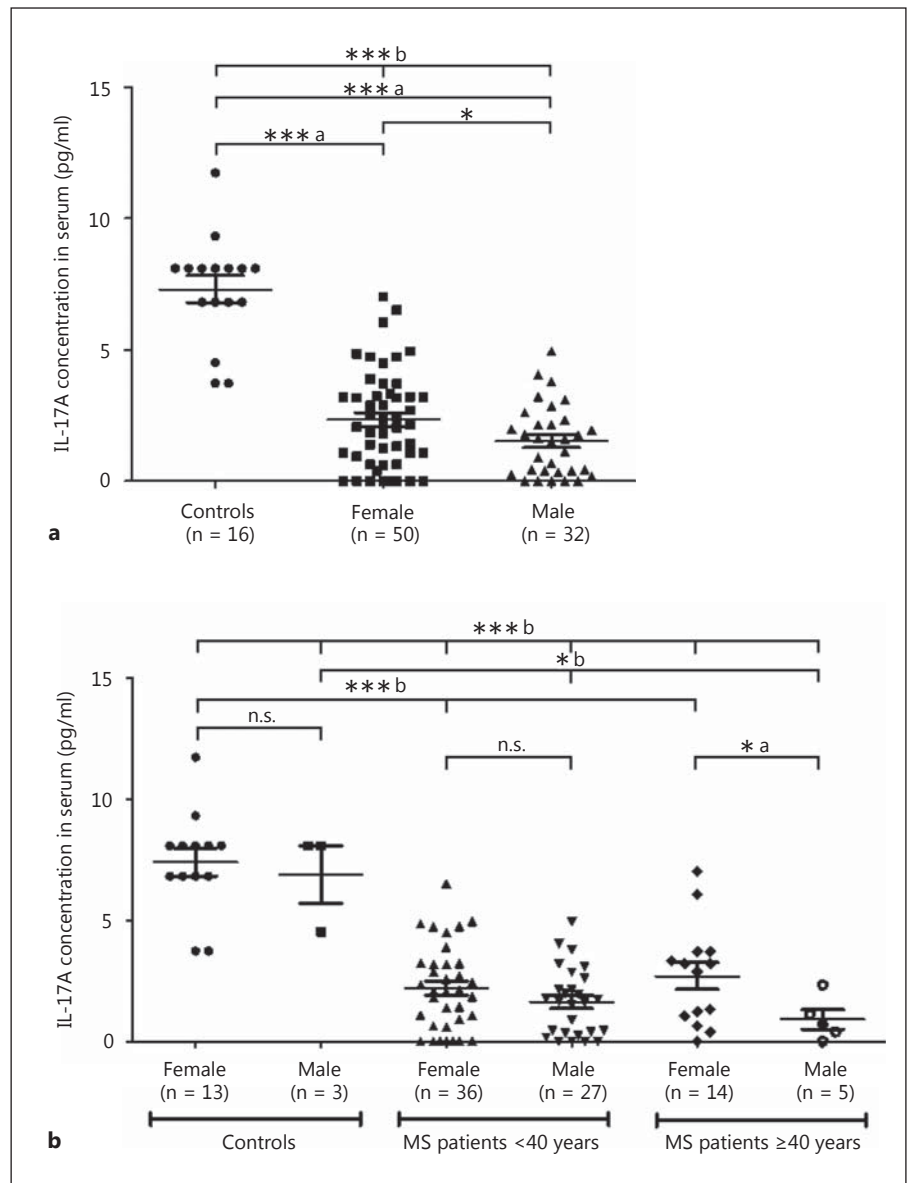 ∗∗∗ b
∗∗∗ a
∗∗∗ a ∗
IL-17A concentration in serum (pg/ml)
15
10
5
0
Controls Female Male
(n = 16) (n = 50) (n = 32)
a
∗∗∗ b
∗ b
∗∗∗ b
n.s. n.s. ∗ a
IL-17A concentration in serum (pg/ml)
15
10
5
0
Female Male Female Male Female Male
(n = 13) (n = 3) (n = 36) (n = 27) (n = 14) (n = 5)
Controls MS patients <40 years MS patients ≥40 years
b